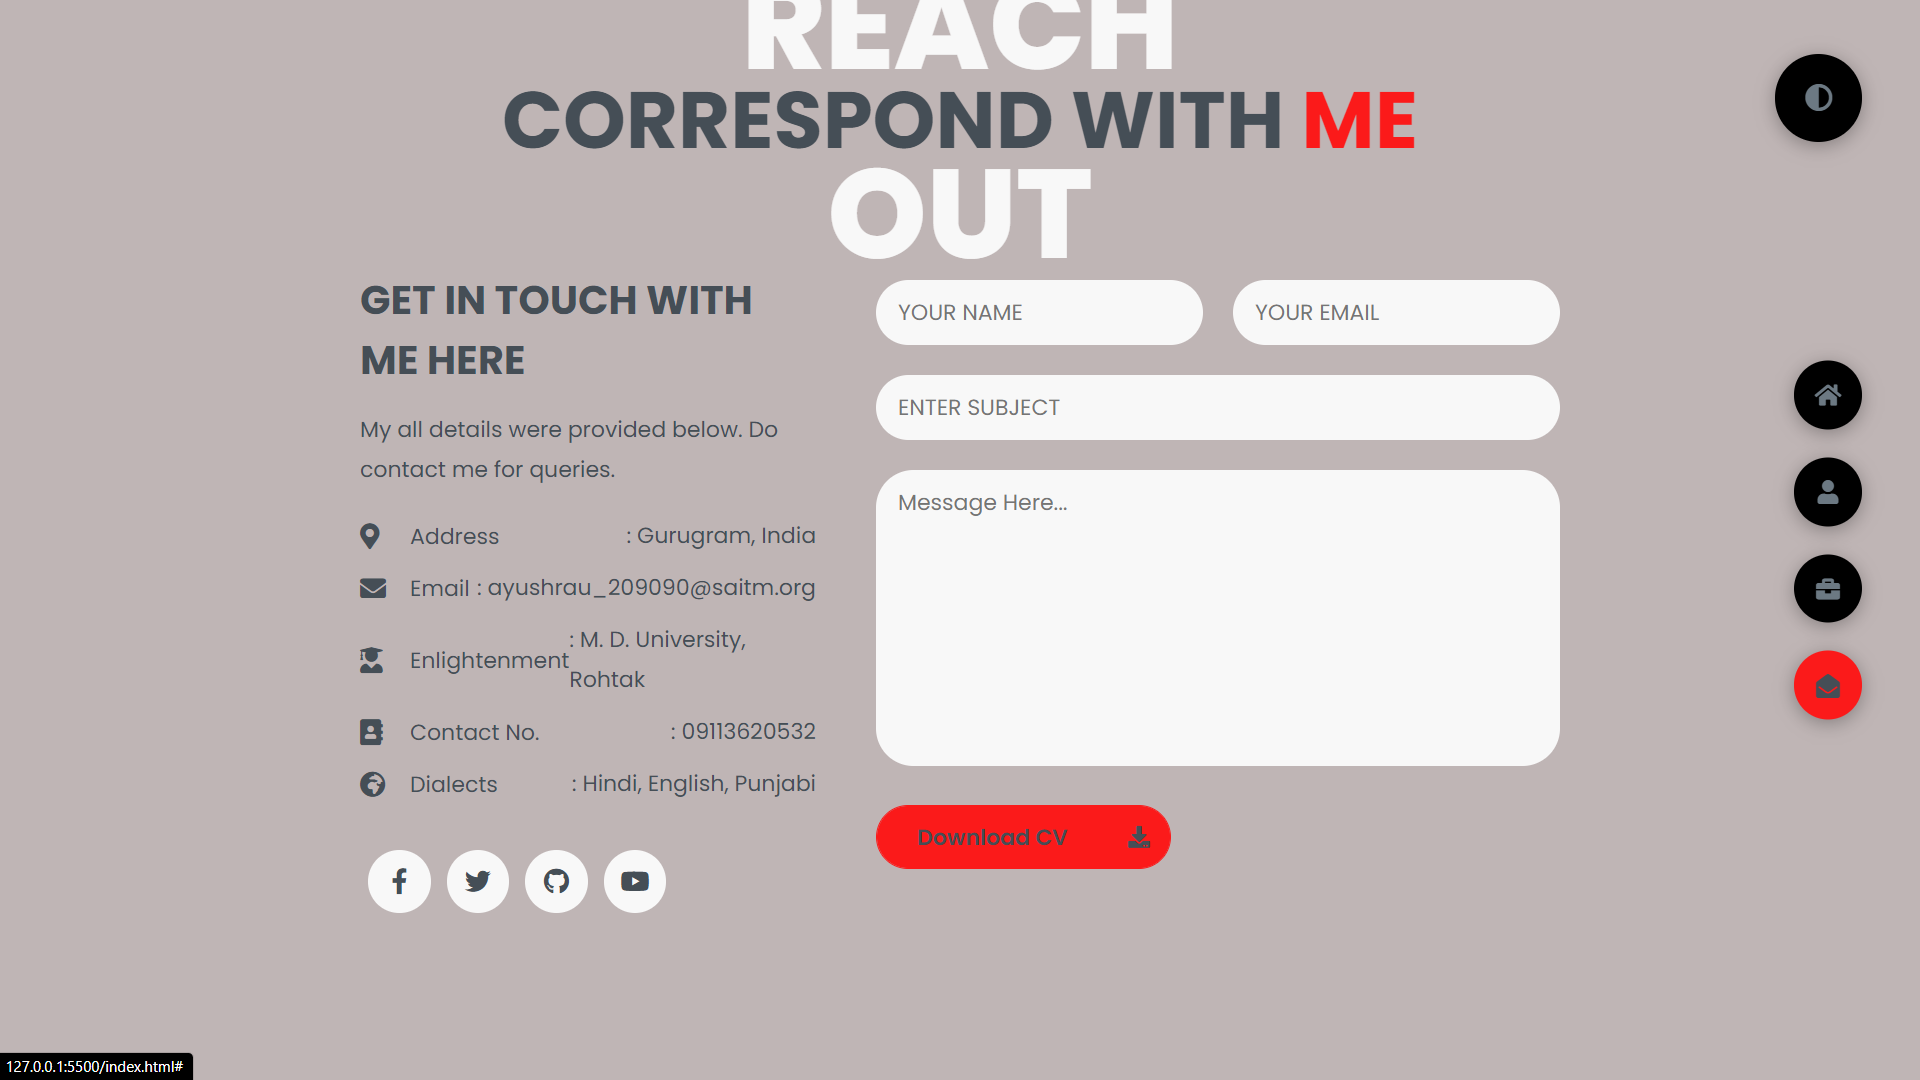 REACH
CORRESPOND WITH ME
OUT
GET IN TOUCH WITH
ME HERE
My all details were provided below. Do
contact me for queries.
Address : Gurugram, India
Email : ayushrau_209090@saitm.org
Enlightenment : M. D. University,
Rohtak
Contact No. : 09113620532
Dialects : Hindi, English, Punjabi
YOUR NAME
YOUR EMAIL
ENTER SUBJECT
Message Here...
Download CV
127.0.0.1:5500/index.html#